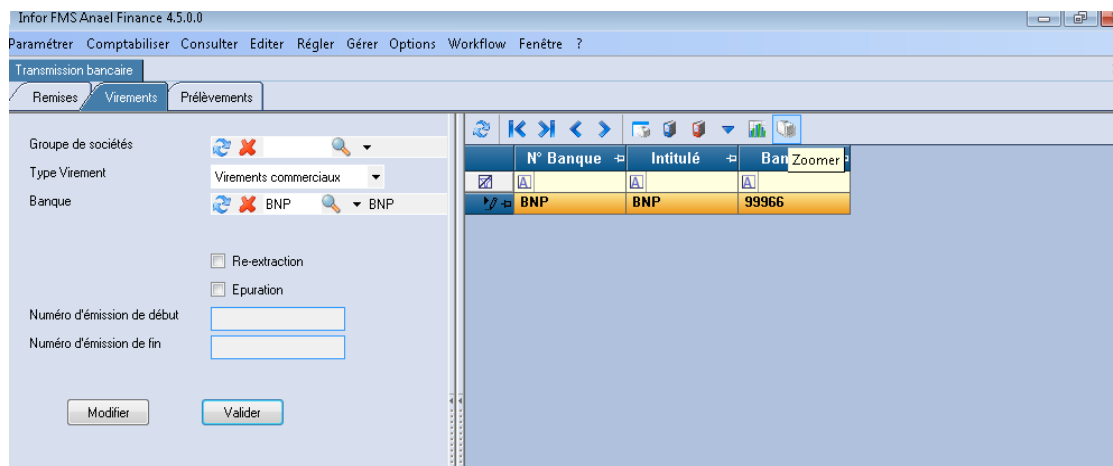 Infor FMS Anael Finance 4.5.0.0
Paramétrer Comptabiliser Consulter Editer Régler Gérer Options Workflow Fenêtre ?
Transmission bancaire
Remises Virements Prélèvements
Groupe de sociétés
Type Virement Virements commerciaux
Banque BNP BNP
Re-extraction
Epuration
Numéro d'émission de début
Numéro d'émission de fin
Modifier Valider
N° Banque Intitulé Ban Zoomer
A A A
BNP BNP 99966